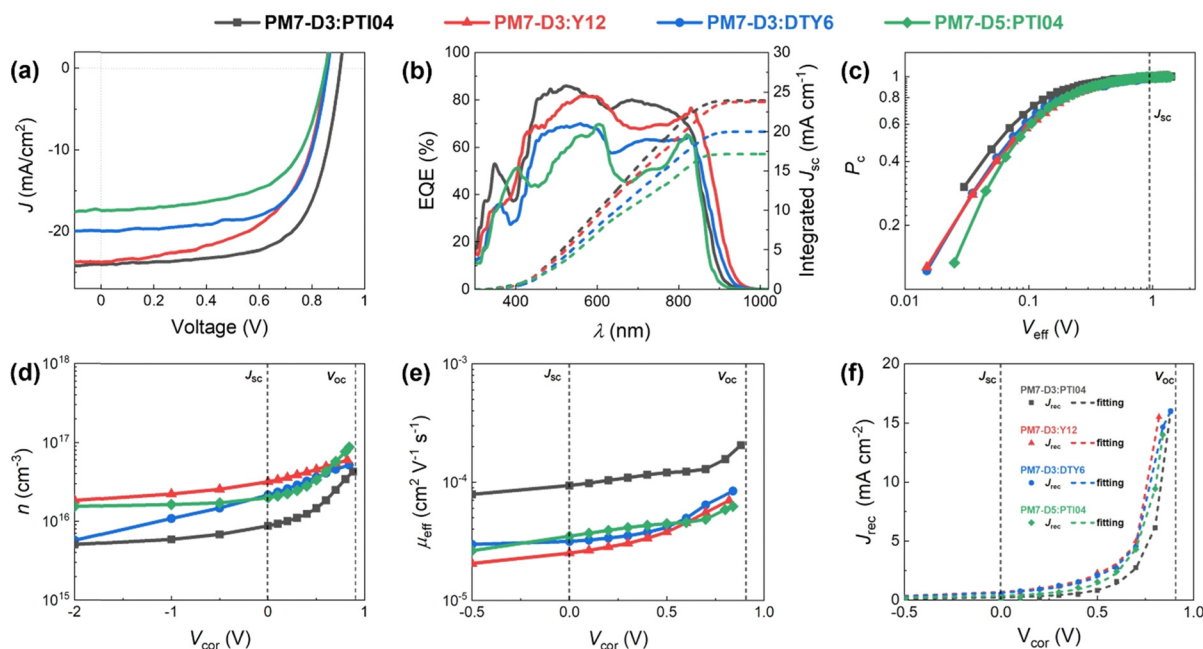 PM7-D3:PTI04 PM7-D3:Y12 PM7-D3:DTY6 PM7-D5:PTI04
(a)
0
-10
-20
J (mA/cm²)
0 0.2 0.4 0.6 0.8 1
Voltage (V)
(b)
100
80
60
40
20
0
EQE (%)
30
25
20
15
10
5
0
Integrated Jsc (mA cm⁻¹)
400 600 800 1000
λ (nm)
(c)
1.0
0.8
0.6
0.4
0.2
Pc
Jsc
0.01 0.1 1
Veff (V)
(d)
10¹⁸
10¹⁷
10¹⁶
10¹⁵
n (cm⁻³)
Jsc Voc
-2 -1 0 1
Vcor (V)
(e)
10⁻³
10⁻⁴
10⁻⁵
μeff (cm² V⁻¹ s⁻¹)
Jsc Voc
-0.5 0.0 0.5 1.0
Vcor (V)
(f)
20
15
10
5
0
Jrec (mA cm⁻²)
Jsc Voc
PM7-D3:PTI04
Jrec fitting
PM7-D3:Y12
Jrec fitting
PM7-D3:DTY6
Jrec fitting
PM7-D5:PTI04
Jrec fitting
-0.5 0.0 0.5 1.0
Vcor (V)